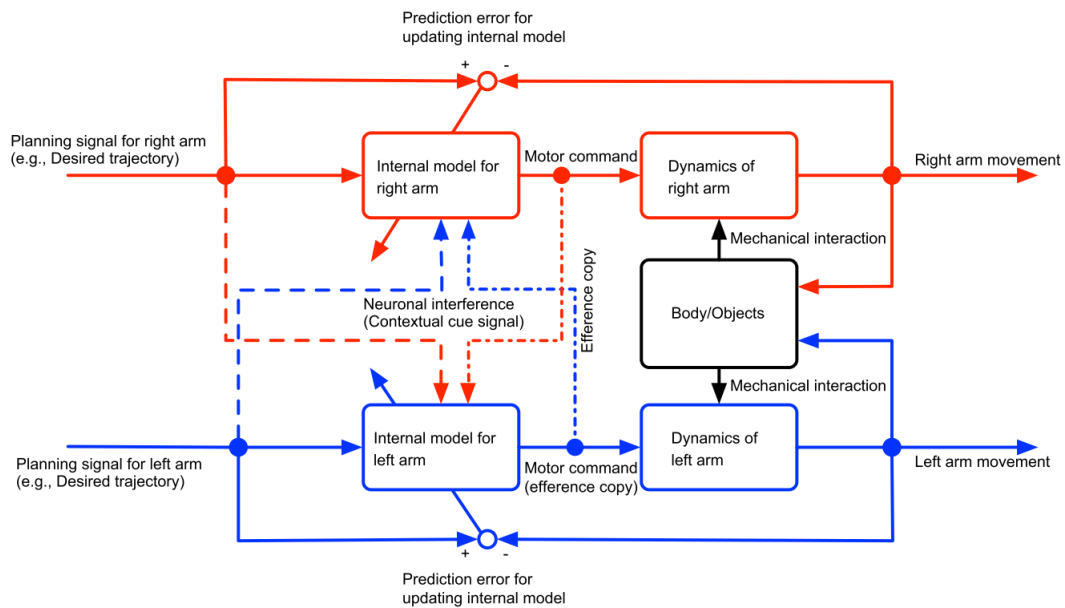 Prediction error for
updating internal model
+ -
Planning signal for right arm
(e.g., Desired trajectory)
Internal model for
right arm
Motor command
Dynamics of
right arm
Right arm movement
Mechanical interaction
Neuronal interference
(Contextual cue signal)
Efference copy
Body/Objects
Mechanical interaction
Planning signal for left arm
(e.g., Desired trajectory)
Internal model for
left arm
Motor command
(efference copy)
Dynamics of
left arm
Left arm movement
+ -
Prediction error for
updating internal model